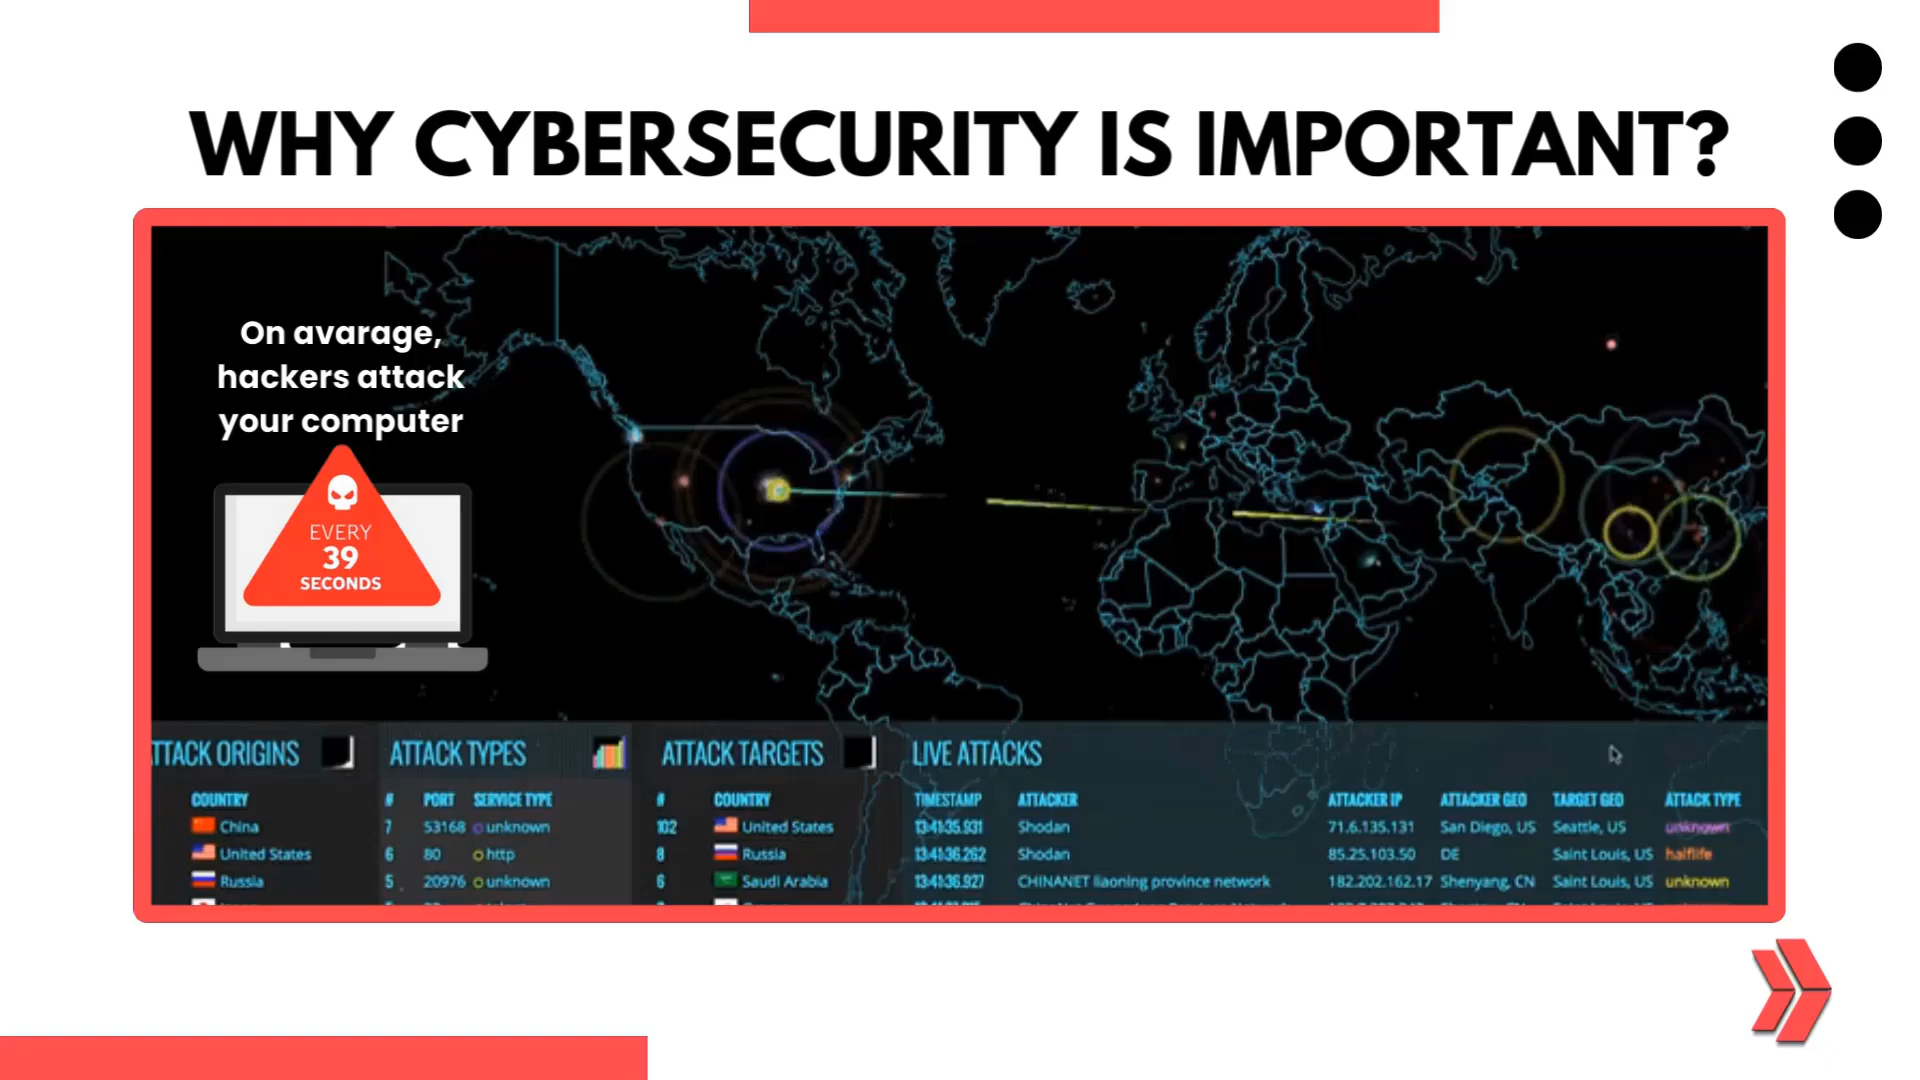 WHY CYBERSECURITY IS IMPORTANT?
On avarage,
hackers attack
your computer
EVERY
39
SECONDS
TTACK ORIGINS
COUNTRY
China
United States
Russia
ATTACK TYPES
# PORT SERVICE TYPE
7 53168 unknown
6 80 http
5 20976 unknown
ATTACK TARGETS
# COUNTRY
102 United States
8 Russia
6 Saudi Arabia
LIVE ATTACKS
TIMESTAMP ATTACKER ATTACKER IP ATTACKER GEO TARGET GEO ATTACK TYPE
13:41:35.931 Shodan 71.6.135.131 San Diego, US Seattle, US unknown
13:41:36.262 Shodan 85.25.103.50 DE Saint Louis, US halflife
13:41:36.927 CHINANET liaoning province network 182.202.162.17 Shenyang, CN Saint Louis, US unknown